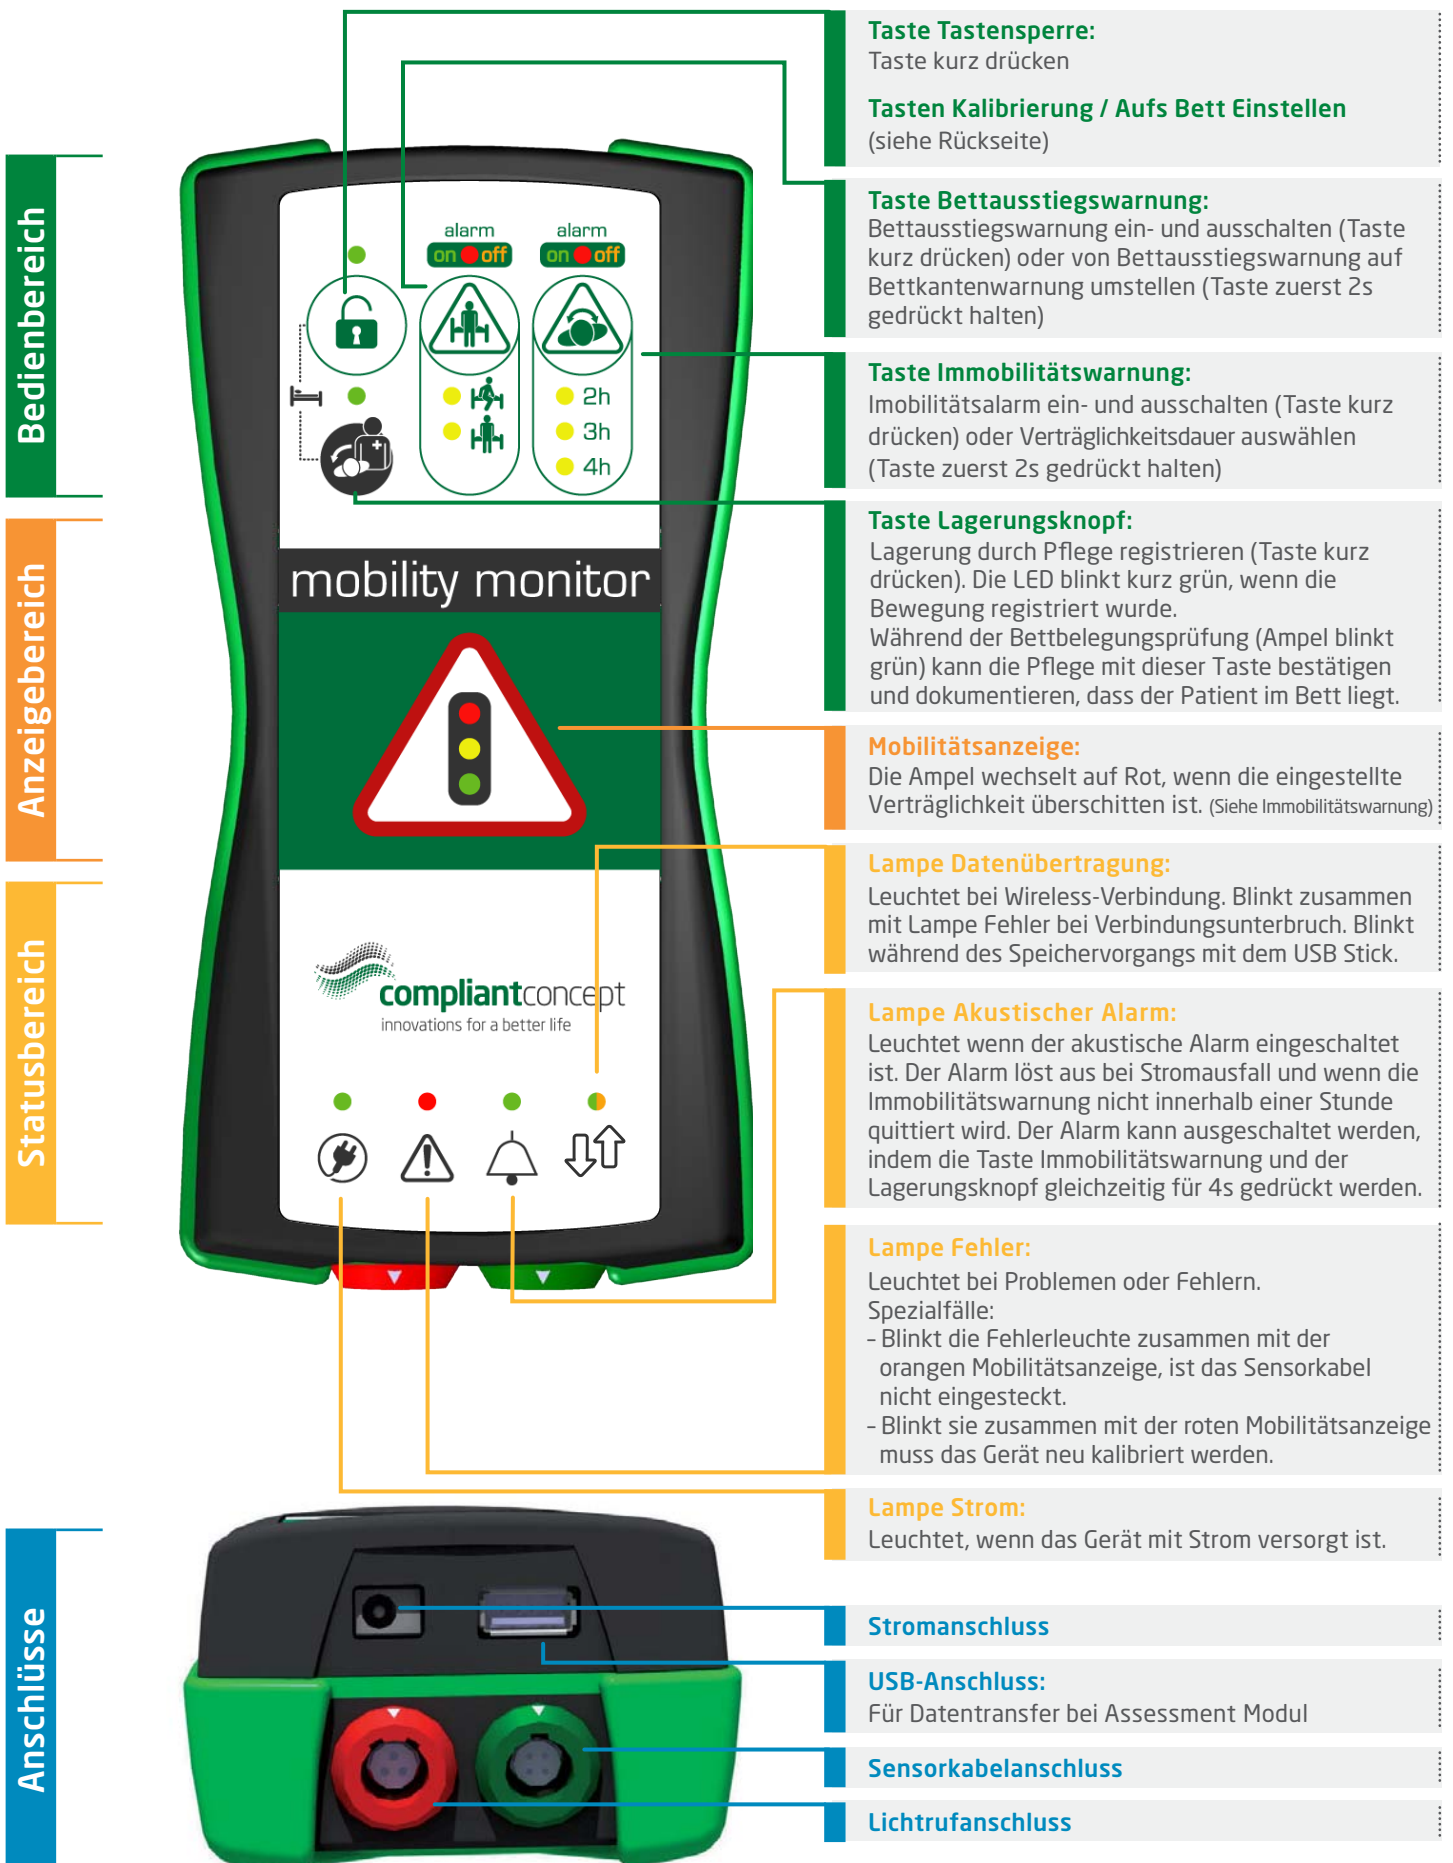 Taste Tastensperre:
Taste kurz drücken
Tasten Kalibrierung / Aufs Bett Einstellen
(siehe Rückseite)
Taste Bettausstiegswarnung:
Bettausstiegswarnung ein- und ausschalten (Taste
kurz drücken) oder von Bettausstiegswarnung auf
Bettkantenwarnung umstellen (Taste zuerst 2s
gedrückt halten)
Taste Immobilitätswarnung:
Imobilitätsalarm ein- und ausschalten (Taste kurz
drücken) oder Verträglichkeitsdauer auswählen
(Taste zuerst 2s gedrückt halten)
Taste Lagerungsknopf:
Lagerung durch Pflege registrieren (Taste kurz
drücken). Die LED blinkt kurz grün, wenn die
Bewegung registriert wurde.
Während der Bettbelegungsprüfung (Ampel blinkt
grün) kann die Pflege mit dieser Taste bestätigen
und dokumentieren, dass der Patient im Bett liegt.
Mobilitätsanzeige:
Die Ampel wechselt auf Rot, wenn die eingestellte
Verträglichkeit überschitten ist. (Siehe Immobilitätswarnung)
Lampe Datenübertragung:
Leuchtet bei Wireless-Verbindung. Blinkt zusammen
mit Lampe Fehler bei Verbindungsunterbruch. Blinkt
während des Speichervorgangs mit dem USB Stick.
Lampe Akustischer Alarm:
Leuchtet wenn der akustische Alarm eingeschaltet
ist. Der Alarm löst aus bei Stromausfall und wenn die
Immobilitätswarnung nicht innerhalb einer Stunde
quittiert wird. Der Alarm kann ausgeschaltet werden,
indem die Taste Immobilitätswarnung und der
Lagerungsknopf gleichzeitig für 4s gedrückt werden.
Lampe Fehler:
Leuchtet bei Problemen oder Fehlern.
Spezialfälle:
– Blinkt die Fehlerleuchte zusammen mit der
orangen Mobilitätsanzeige, ist das Sensorkabel
nicht eingesteckt.
– Blinkt sie zusammen mit der roten Mobilitätsanzeige
muss das Gerät neu kalibriert werden.
Lampe Strom:
Leuchtet, wenn das Gerät mit Strom versorgt ist.
Stromanschluss
USB-Anschluss:
Für Datentransfer bei Assessment Modul
Sensorkabelanschluss
Lichtrufanschluss
Bedienbereich
Anzeigebereich
Statusbereich
Anschlüsse
alarm
on off
alarm
on off
2h
3h
4h
mobility monitor
compliantconcept
innovations for a better life